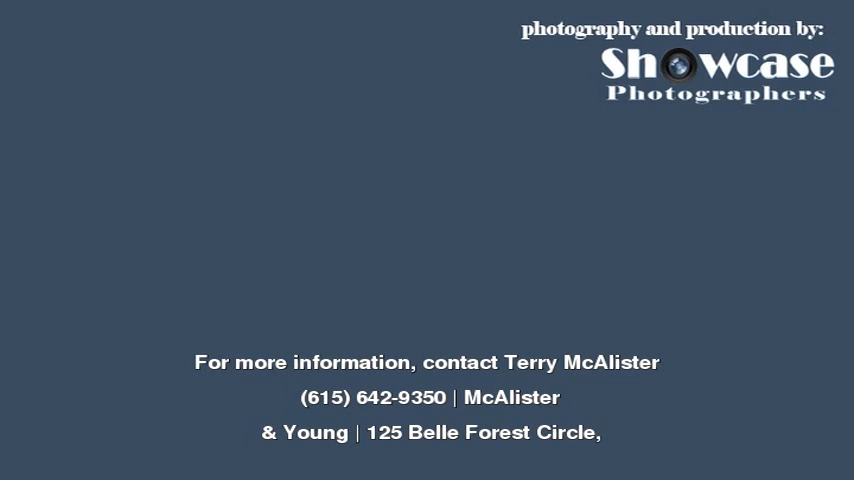 photography and production by:
Showcase
Photographers
For more information, contact Terry McAlister
(615) 642-9350 | McAlister
& Young | 125 Belle Forest Circle,